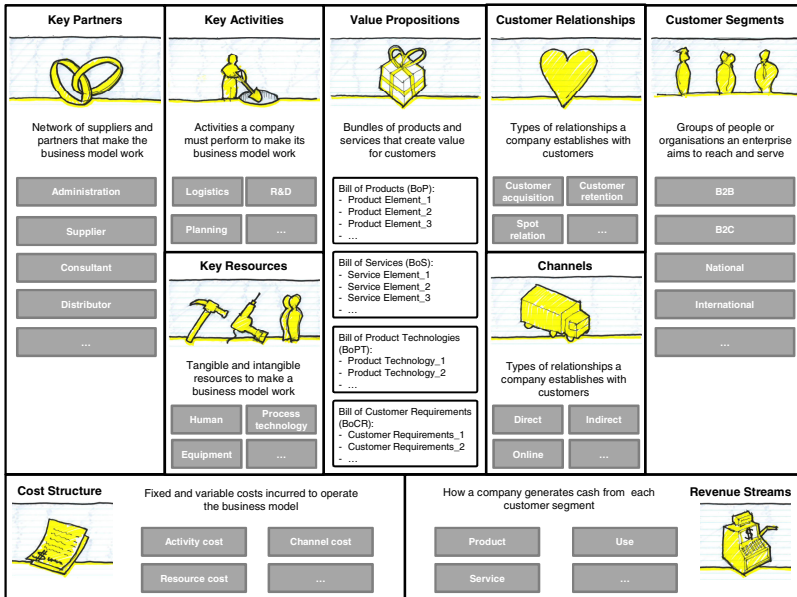 Key Partners
Network of suppliers and
partners that make the
business model work
Administration
Supplier
Consultant
Distributor
...
Key Activities
Activities a company
must perform to make its
business model work
Logistics
R&D
Planning
...
Key Resources
Tangible and intangible
resources to make a
business model work
Human
Process
technology
Equipment
...
Value Propositions
Bundles of products and
services that create value
for customers
Bill of Products (BoP):
- Product Element_1
- Product Element_2
- Product Element_3
- ...
Bill of Services (BoS):
- Service Element_1
- Service Element_2
- Service Element_3
- ...
Bill of Product Technologies
(BoPT):
- Product Technology_1
- Product Technology_2
- ...
Bill of Customer Requirements
(BoCR):
- Customer Requirements_1
- Customer Requirements_2
- ...
Customer Relationships
Types of relationships a
company establishes with
customers
Customer
acquisition
Customer
retention
Spot
relation
...
Channels
Types of relationships a
company establishes with
customers
Direct
Indirect
Online
...
Customer Segments
Groups of people or
organisations an enterprise
aims to reach and serve
B2B
B2C
National
International
...
Cost Structure
$
Fixed and variable costs incurred to operate
the business model
Activity cost
Channel cost
Resource cost
...
How a company generates cash from each
customer segment
Product
Use
Service
...
Revenue Streams
$